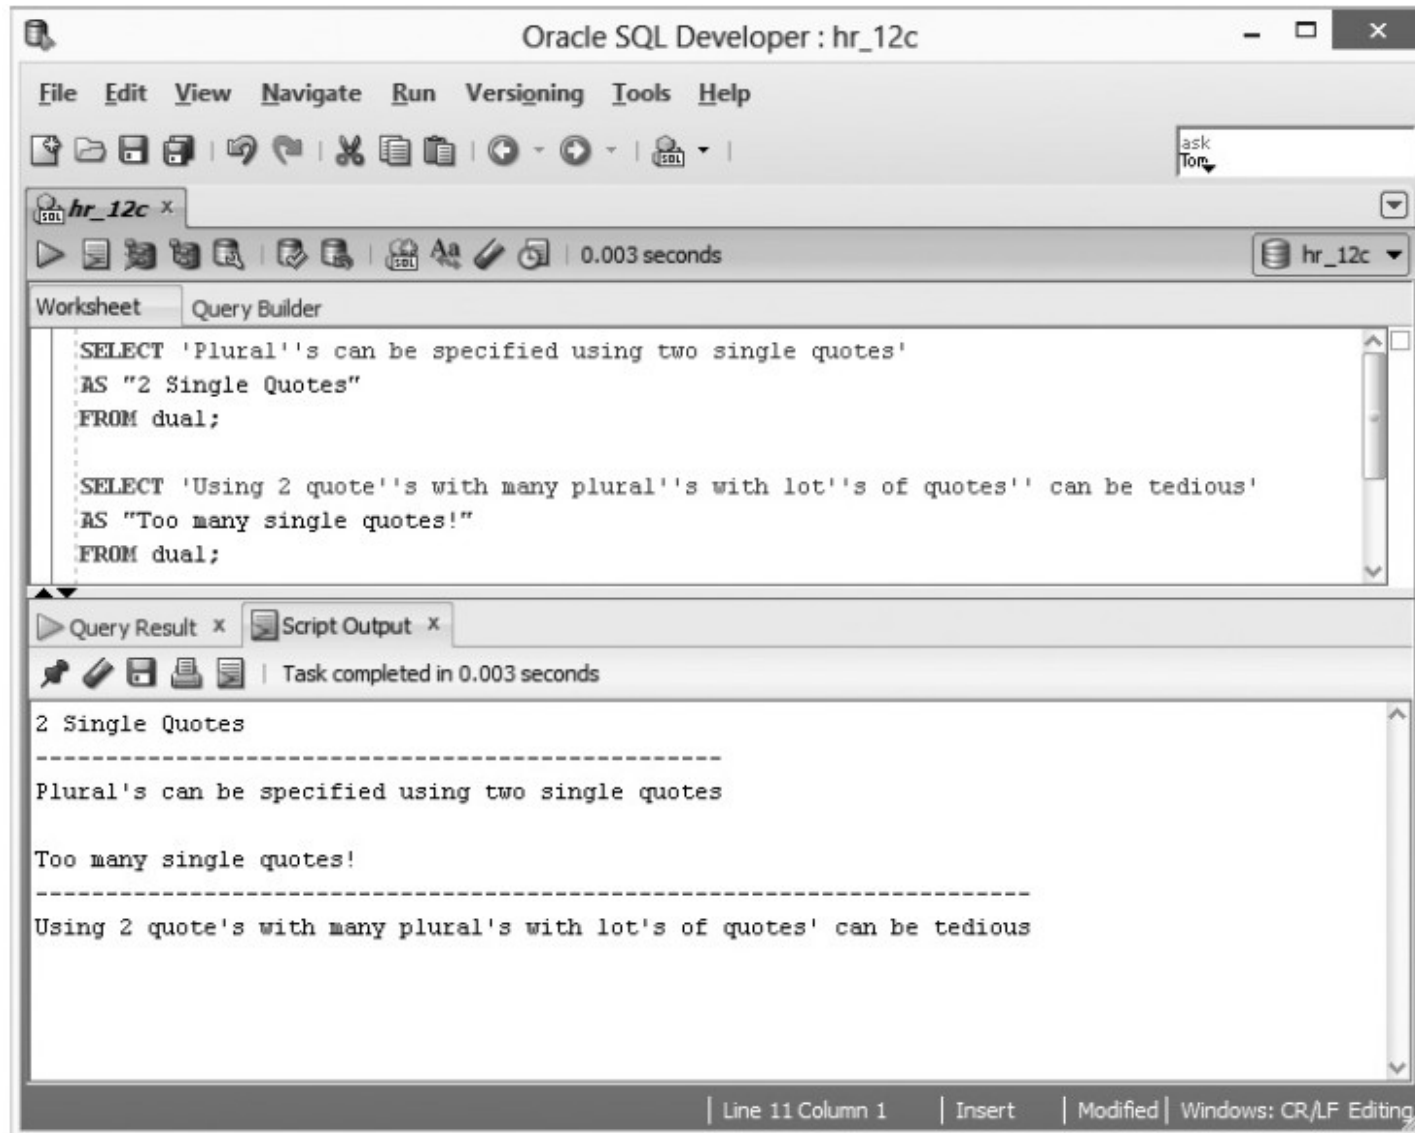 Oracle SQL Developer : hr_12c
File Edit View Navigate Run Versioning Tools Help
SQL
ask
Tom
SQL hr_12c x
SQL Aa 0.003 seconds hr_12c
Worksheet Query Builder
SELECT 'Plural''s can be specified using two single quotes'
AS "2 Single Quotes"
FROM dual;
SELECT 'Using 2 quote''s with many plural''s with lot''s of quotes'' can be tedious'
AS "Too many single quotes!"
FROM dual;
Query Result x Script Output x
Task completed in 0.003 seconds
2 Single Quotes
-------------------------------------------------
Plural's can be specified using two single quotes
Too many single quotes!
-----------------------------------------------------------------------
Using 2 quote's with many plural's with lot's of quotes' can be tedious
Line 11 Column 1 | Insert | Modified | Windows: CR/LF Editing